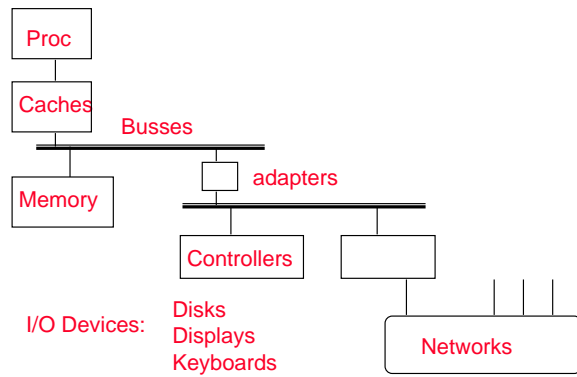 Proc
Caches
Busses
Memory
adapters
Controllers
I/O Devices:
Disks
Displays
Keyboards
Networks